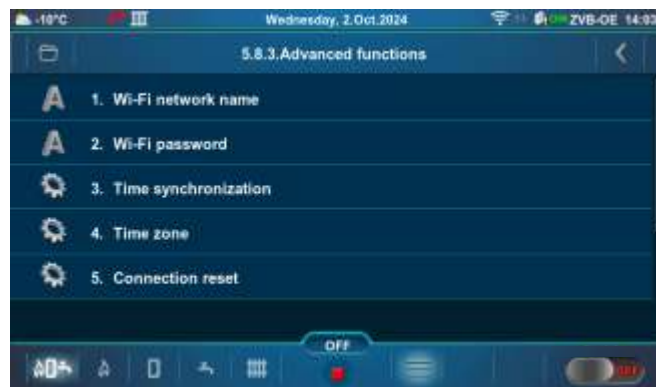 -10°C Wednesday, 2.Oct.2024 ZVB-OE 14:03
5.8.3.Advanced functions
A 1. Wi-Fi network name
A 2. Wi-Fi password
3. Time synchronization
4. Time zone
5. Connection reset
OFF
OFF